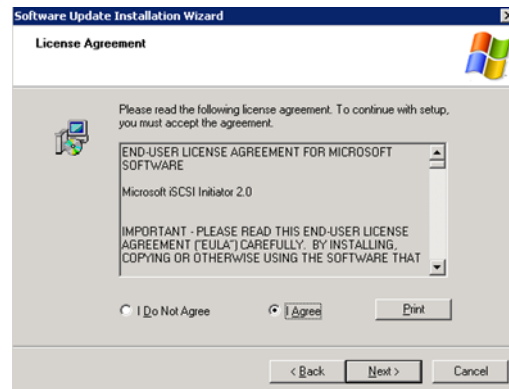 Software Update Installation Wizard
License Agreement
Please read the following license agreement. To continue with setup,
you must accept the agreement.
END-USER LICENSE AGREEMENT FOR MICROSOFT
SOFTWARE
Microsoft iSCSI Initiator 2.0
IMPORTANT - PLEASE READ THIS END-USER LICENSE
AGREEMENT ("EULA") CAREFULLY. BY INSTALLING,
COPYING OR OTHERWISE USING THE SOFTWARE THAT
I Do Not Agree
I Agree
Print
< Back
Next >
Cancel